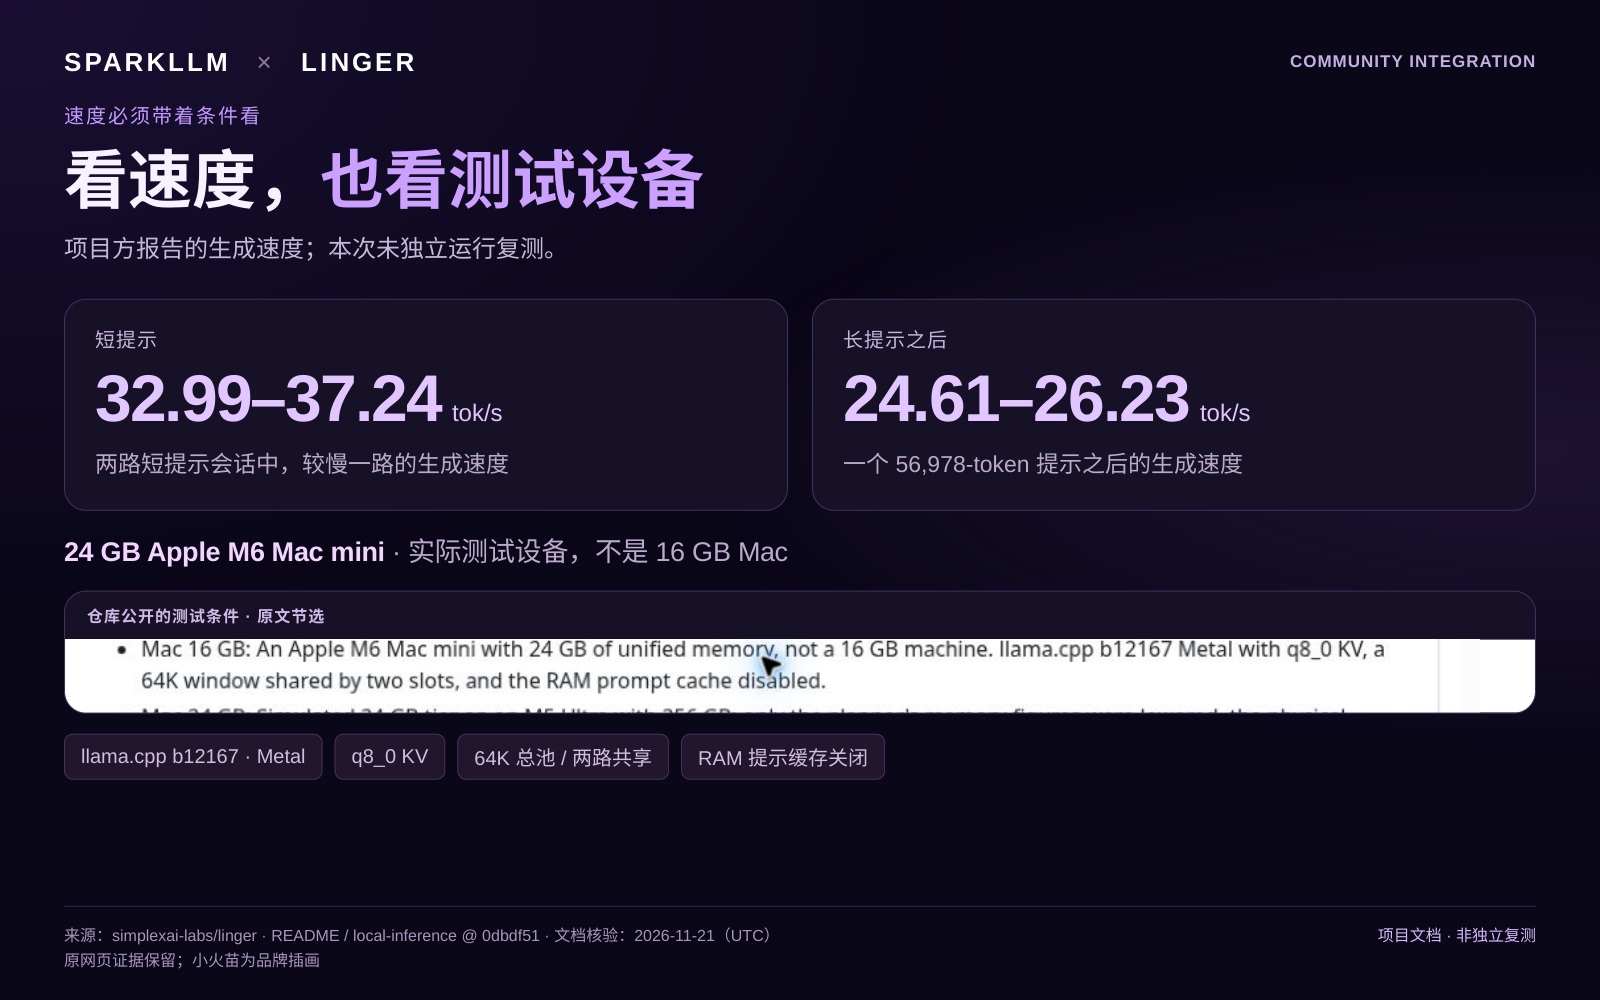 SPARKLLM × LINGER
COMMUNITY INTEGRATION
速度必须带着条件看
看速度，也看测试设备
项目方报告的生成速度；本次未独立运行复测。
短提示
32.99–37.24 tok/s
两路短提示会话中，较慢一路的生成速度
长提示之后
24.61–26.23 tok/s
一个 56,978-token 提示之后的生成速度
24 GB Apple M6 Mac mini · 实际测试设备，不是 16 GB Mac
仓库公开的测试条件 · 原文节选
• Mac 16 GB: An Apple M6 Mac mini with 24 GB of unified memory, not a 16 GB machine. llama.cpp b12167 Metal with q8_0 KV, a
64K window shared by two slots, and the RAM prompt cache disabled.
llama.cpp b12167 · Metal
q8_0 KV
64K 总池 / 两路共享
RAM 提示缓存关闭
来源：simplexai-labs/linger · README / local-inference @ 0dbdf51 · 文档核验：2026-11-21（UTC）
项目文档 · 非独立复测
原网页证据保留；小火苗为品牌插画